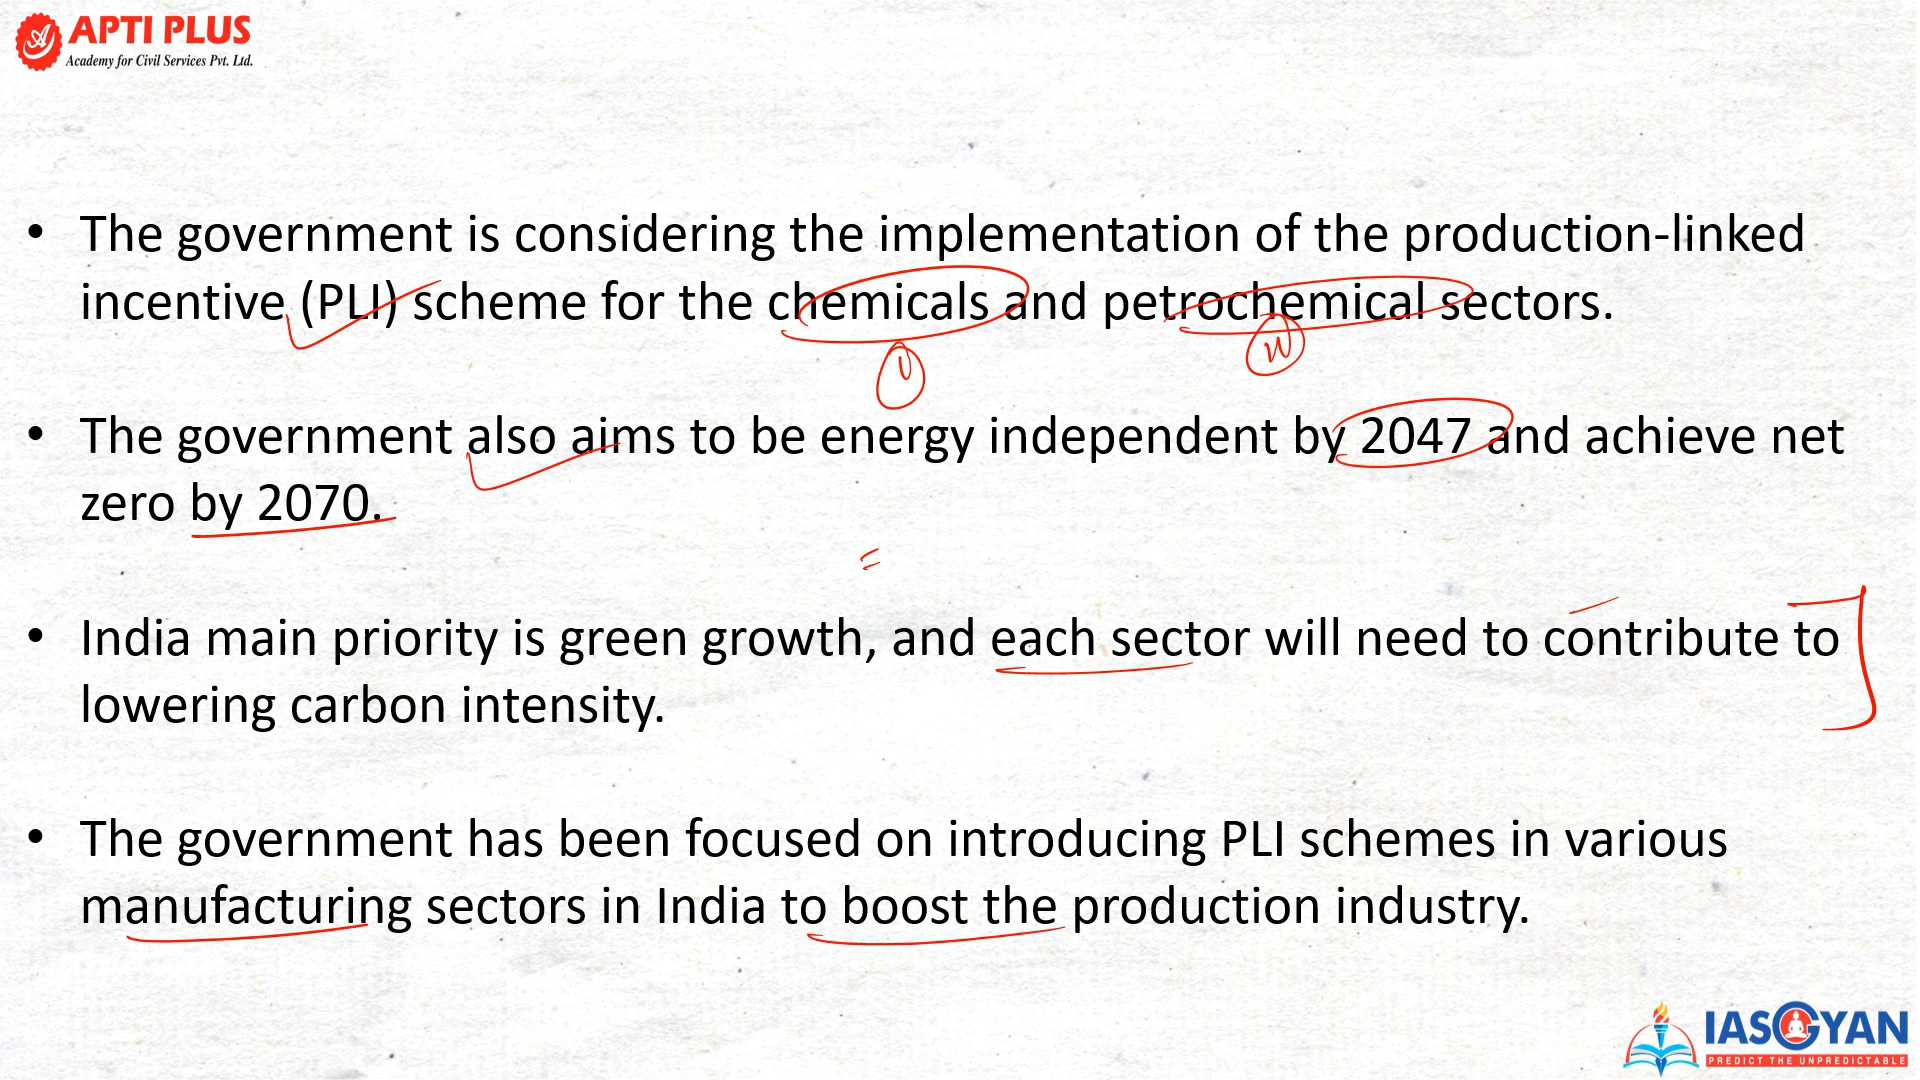 APTI PLUS
Academy for Civil Services Pvt. Ltd.
• The government is considering the implementation of the production-linked
incentive (PLI) scheme for the chemicals and petrochemical sectors.
• The government also aims to be energy independent by 2047 and achieve net
zero by 2070.
• India main priority is green growth, and each sector will need to contribute to
lowering carbon intensity.
• The government has been focused on introducing PLI schemes in various
manufacturing sectors in India to boost the production industry.
IASGYAN
PREDICT THE UNPREDICTABLE